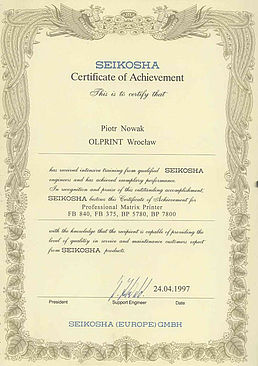 SEIKOSHA
Certificate of Achievement
This is to certify that
Piotr Nowak
OLPRINT Wrocław
has received intensive training from qualified SEIKOSHA
engineers and has achieved exemplary performance.
In recognition and praise of this outstanding accomplishment,
SEIKOSHA bestows this Certificate of Achievement for
Professional Matrix Printer
FB 840, FB 375, BP 5780, BP 7800
with the knowledge that the recipient is capable of providing the
level of quality in service and maintenance customers expect
from SEIKOSHA products.
24.04.1997
President Support Engineer Date
SEIKOSHA (EUROPE) GMBH